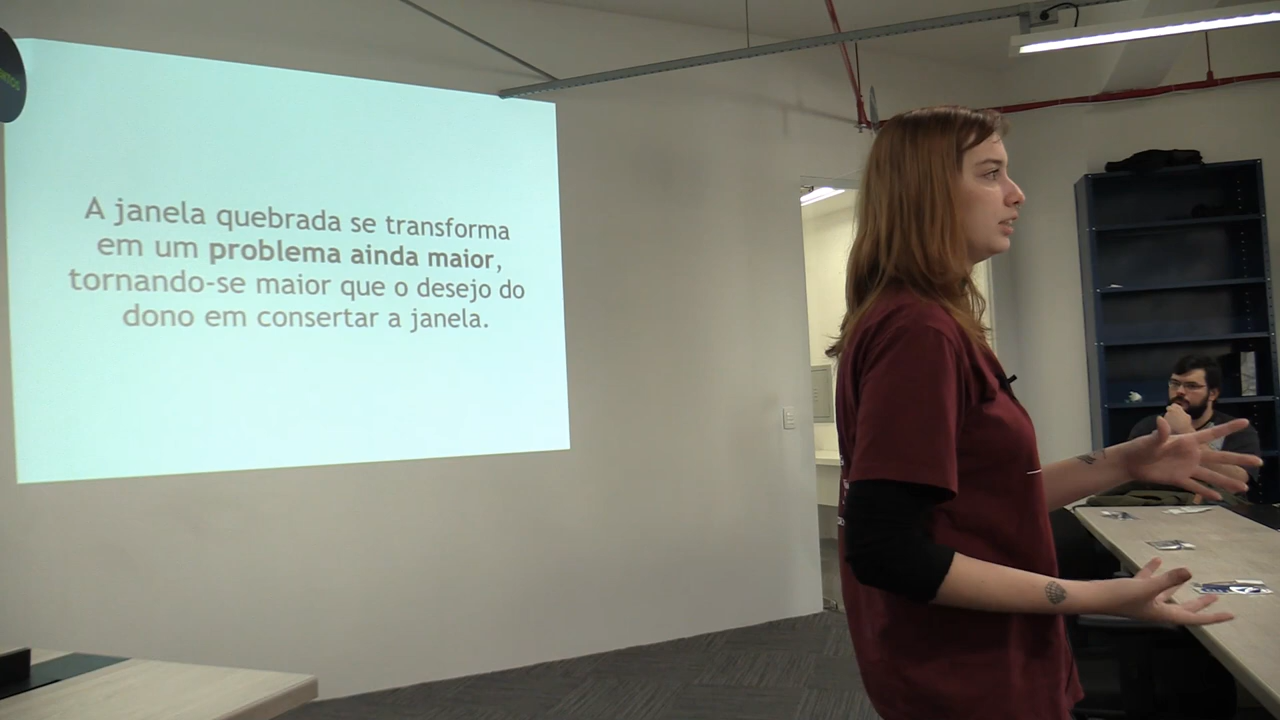 A janela quebrada se transforma
em um problema ainda maior,
tornando-se maior que o desejo do
dono em consertar a janela.